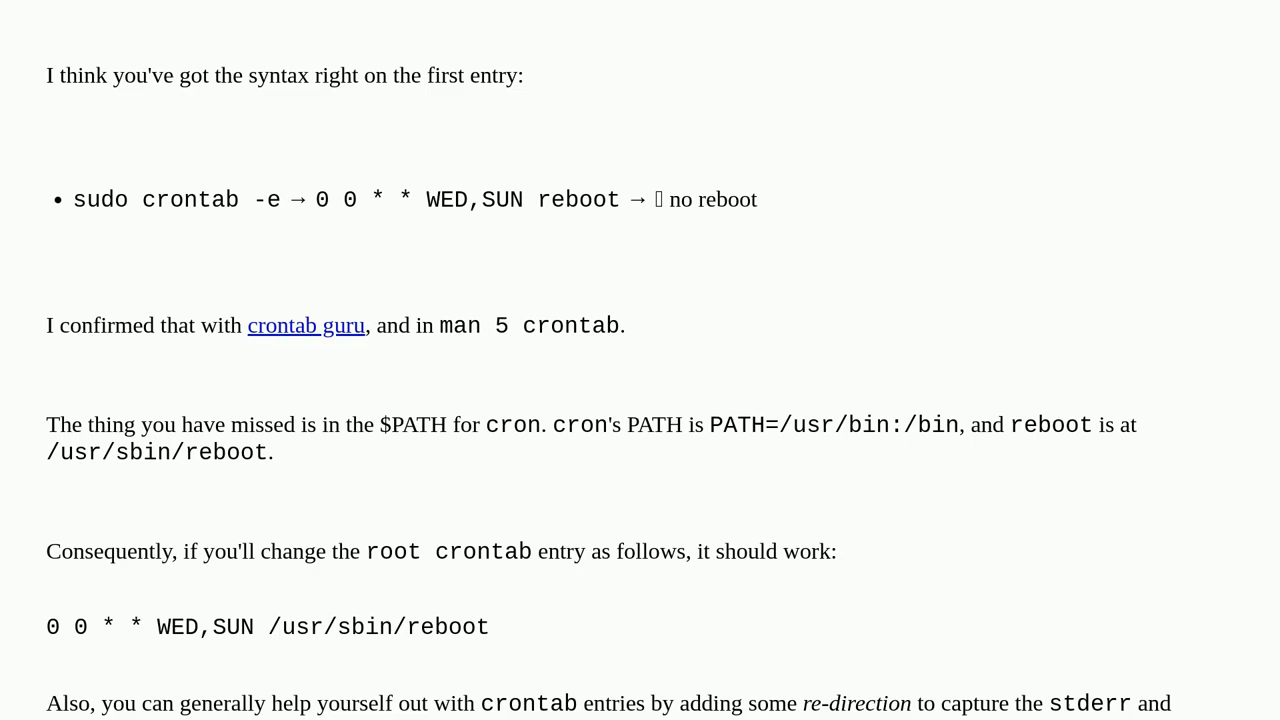 I think you've got the syntax right on the first entry:
• sudo crontab -e → 0 0 * * WED,SUN reboot → no reboot
I confirmed that with crontab guru, and in man 5 crontab.
The thing you have missed is in the $PATH for cron. cron's PATH is PATH=/usr/bin:/bin, and reboot is at
/usr/sbin/reboot.
Consequently, if you'll change the root crontab entry as follows, it should work:
0 0 * * WED,SUN /usr/sbin/reboot
Also, you can generally help yourself out with crontab entries by adding some re-direction to capture the stderr and